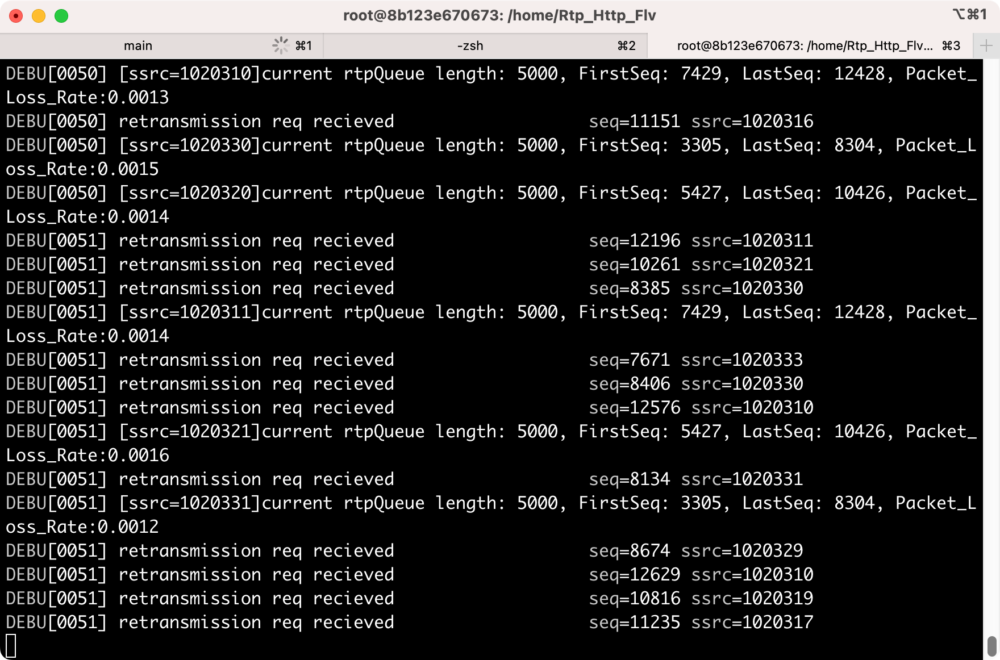 root@8b123e670673: /home/Rtp_Http_Flv
⌥⌘1
main ⌘1
-zsh ⌘2
root@8b123e670673: /home/Rtp_Http_Flv... ⌘3
DEBU[0050] [ssrc=1020310]current rtpQueue length: 5000, FirstSeq: 7429, LastSeq: 12428, Packet_
Loss_Rate:0.0013
DEBU[0050] retransmission req recieved                   seq=11151 ssrc=1020316
DEBU[0050] [ssrc=1020330]current rtpQueue length: 5000, FirstSeq: 3305, LastSeq: 8304, Packet_L
oss_Rate:0.0015
DEBU[0050] [ssrc=1020320]current rtpQueue length: 5000, FirstSeq: 5427, LastSeq: 10426, Packet_
Loss_Rate:0.0014
DEBU[0051] retransmission req recieved                   seq=12196 ssrc=1020311
DEBU[0051] retransmission req recieved                   seq=10261 ssrc=1020321
DEBU[0051] retransmission req recieved                   seq=8385 ssrc=1020330
DEBU[0051] [ssrc=1020311]current rtpQueue length: 5000, FirstSeq: 7429, LastSeq: 12428, Packet_
Loss_Rate:0.0014
DEBU[0051] retransmission req recieved                   seq=7671 ssrc=1020333
DEBU[0051] retransmission req recieved                   seq=8406 ssrc=1020330
DEBU[0051] retransmission req recieved                   seq=12576 ssrc=1020310
DEBU[0051] [ssrc=1020321]current rtpQueue length: 5000, FirstSeq: 5427, LastSeq: 10426, Packet_
Loss_Rate:0.0016
DEBU[0051] retransmission req recieved                   seq=8134 ssrc=1020331
DEBU[0051] [ssrc=1020331]current rtpQueue length: 5000, FirstSeq: 3305, LastSeq: 8304, Packet_L
oss_Rate:0.0012
DEBU[0051] retransmission req recieved                   seq=8674 ssrc=1020329
DEBU[0051] retransmission req recieved                   seq=12629 ssrc=1020310
DEBU[0051] retransmission req recieved                   seq=10816 ssrc=1020319
DEBU[0051] retransmission req recieved                   seq=11235 ssrc=1020317